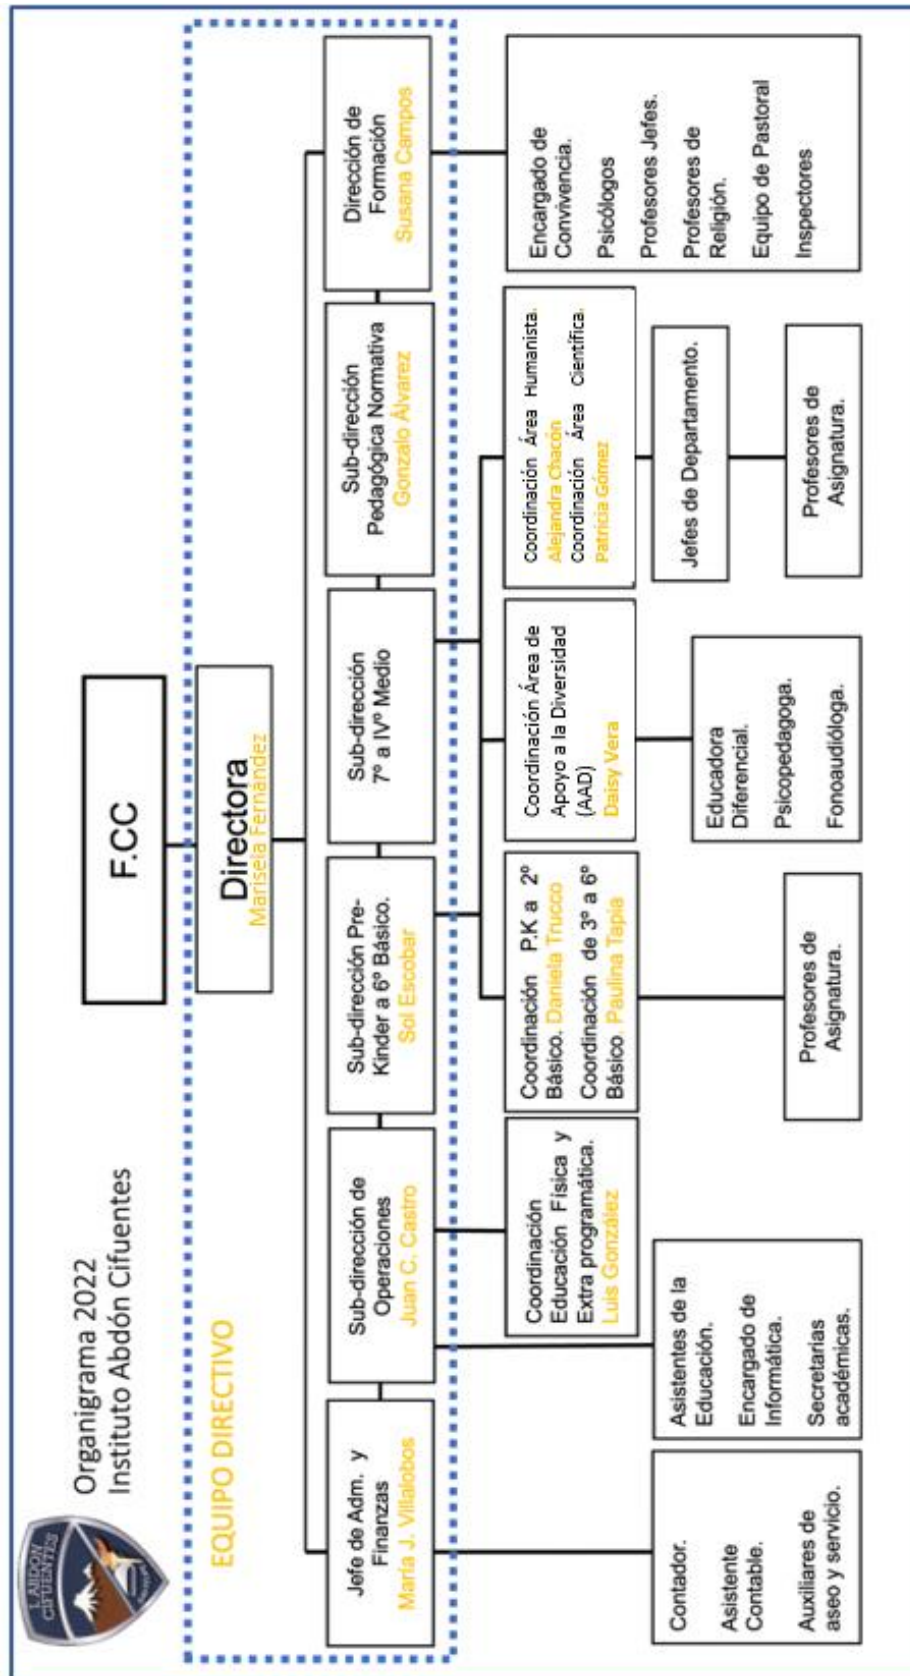 I. ABDÓN
CIFUENTES
Organigrama 2022
Instituto Abdón Cifuentes
F.CC
EQUIPO DIRECTIVO
Directora
Marisela Fernandez
Jefe de Adm. y
Finanzas
María J. Villalobos
Sub-dirección de
Operaciones
Juan C. Castro
Sub-dirección Pre-
Kinder a 6º Básico.
Sol Escobar
Sub-dirección
7º a IVº Medio
Sub-dirección
Pedagógica Normativa
Gonzalo Álvarez
Dirección de
Formación
Susana Campos
Coordinación
Educación Física y
Extra programática.
Luis González
Coordinación P.K a 2º
Básico. Daniela Trucco
Coordinación de 3º a 6º
Básico. Paulina Tapia
Coordinación Área de
Apoyo a la Diversidad
(AAD)
Daisy Vera
Coordinación Área Humanista.
Alejandra Chacón
Coordinación Área Científica.
Patricia Gómez
Encargado de
Convivencia.
Psicólogos
Profesores Jefes.
Profesores de
Religión.
Equipo de Pastoral
Inspectores
Contador.
Asistente
Contable.
Auxiliares de
aseo y servicio.
Asistentes de la
Educación.
Encargado de
Informática.
Secretarias
académicas.
Profesores de
Asignatura.
Educadora
Diferencial.
Psicopedagoga.
Fonoaudióloga.
Jefes de Departamento.
Profesores de
Asignatura.